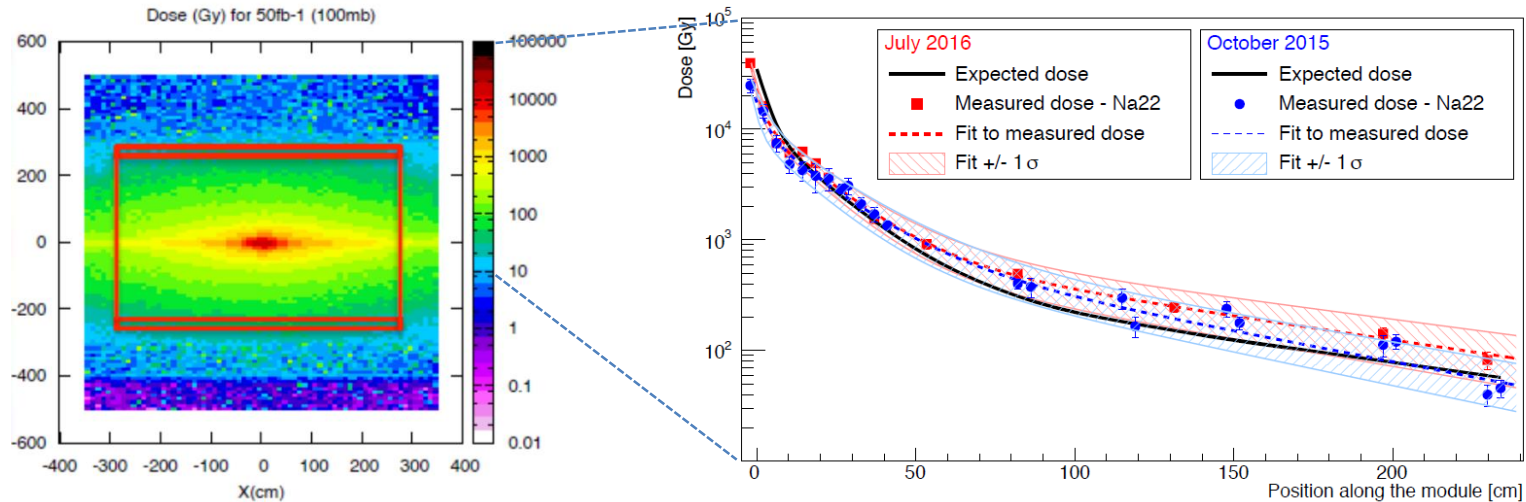 Dose (Gy) for 50fb-1 (100mb)
600
400
200
0
-200
-400
-600
-400 -300 -200 -100 0 100 200 300 400
X(cm)
100000
10000
1000
100
10
1
0.1
0.01
Dose [Gy]
10^5
10^4
10^3
10^2
July 2016
Expected dose
Measured dose - Na22
Fit to measured dose
Fit +/- 1 σ
October 2015
Expected dose
Measured dose - Na22
Fit to measured dose
Fit +/- 1 σ
0 50 100 150 200
Position along the module [cm]